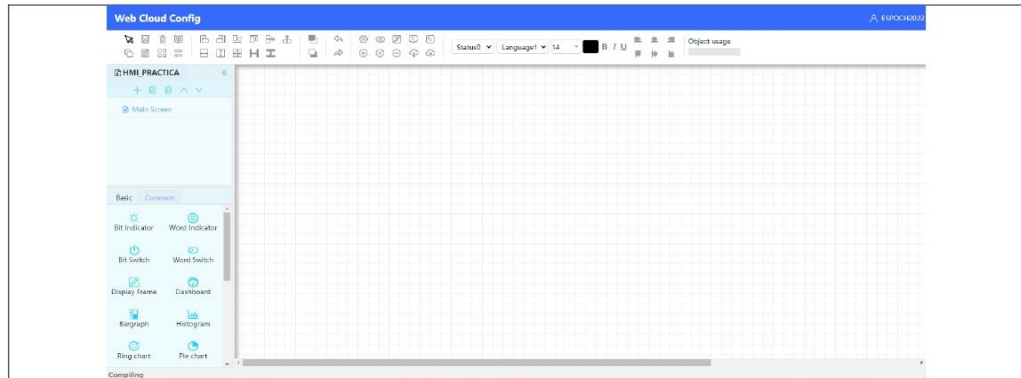 Web Cloud Config
ESPOCH2022
Status0 Language1 14 B I U Object usage
HMI_PRACTICA
Main Screen
Basic Common
Bit Indicator Word Indicator
Bit Switch Word Switch
Display Frame Dashboard
Bargraph Histogram
Ring chart Pie chart
Compiling